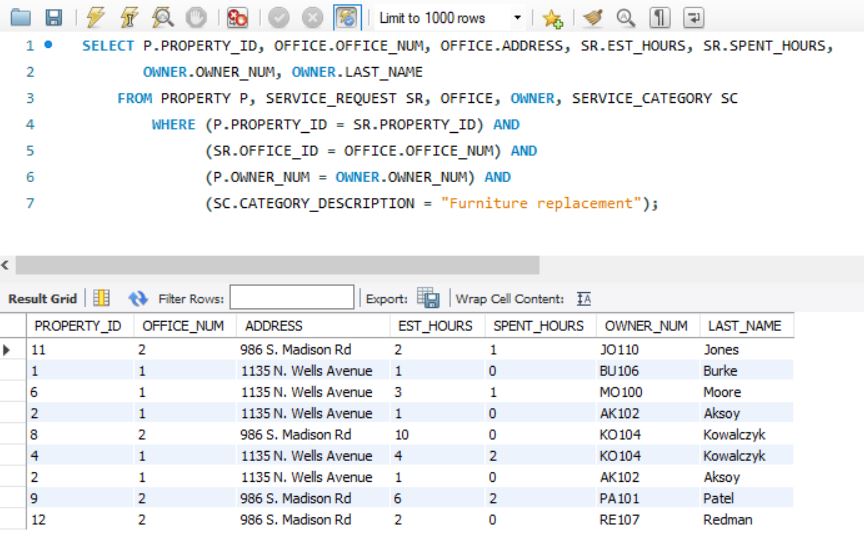 Limit to 1000 rows
1 SELECT P.PROPERTY_ID, OFFICE.OFFICE_NUM, OFFICE.ADDRESS, SR.EST_HOURS, SR.SPENT_HOURS,
2 OWNER.OWNER_NUM, OWNER.LAST_NAME
3 FROM PROPERTY P, SERVICE_REQUEST SR, OFFICE, OWNER, SERVICE_CATEGORY SC
4 WHERE (P.PROPERTY_ID = SR.PROPERTY_ID) AND
5 (SR.OFFICE_ID = OFFICE.OFFICE_NUM) AND
6 (P.OWNER_NUM = OWNER.OWNER_NUM) AND
7 (SC.CATEGORY_DESCRIPTION = "Furniture replacement");
Result Grid Filter Rows: Export: Wrap Cell Content: IA
PROPERTY_ID OFFICE_NUM ADDRESS EST_HOURS SPENT_HOURS OWNER_NUM LAST_NAME
11 2 986 S. Madison Rd 2 1 JO110 Jones
1 1 1135 N. Wells Avenue 1 0 BU106 Burke
6 1 1135 N. Wells Avenue 3 1 MO100 Moore
2 1 1135 N. Wells Avenue 1 0 AK102 Aksoy
8 2 986 S. Madison Rd 10 0 KO104 Kowalczyk
4 1 1135 N. Wells Avenue 4 2 KO104 Kowalczyk
2 1 1135 N. Wells Avenue 1 0 AK102 Aksoy
9 2 986 S. Madison Rd 6 2 PA101 Patel
12 2 986 S. Madison Rd 2 0 RE107 Redman